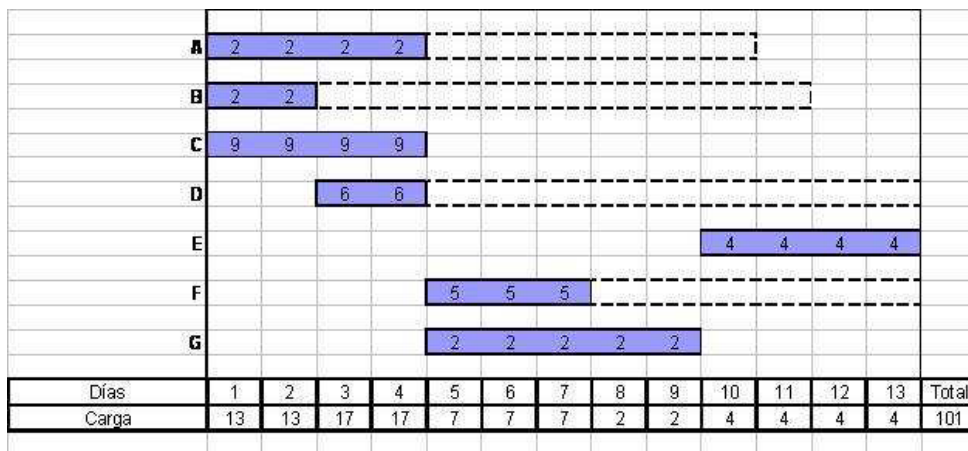 A 2 2 2 2
B 2 2
C 9 9 9 9
D 6 6
E 4 4 4 4
F 5 5 5
G 2 2 2 2 2
Días 1 2 3 4 5 6 7 8 9 10 11 12 13 Total
Carga 13 13 17 17 7 7 7 2 2 4 4 4 4 101